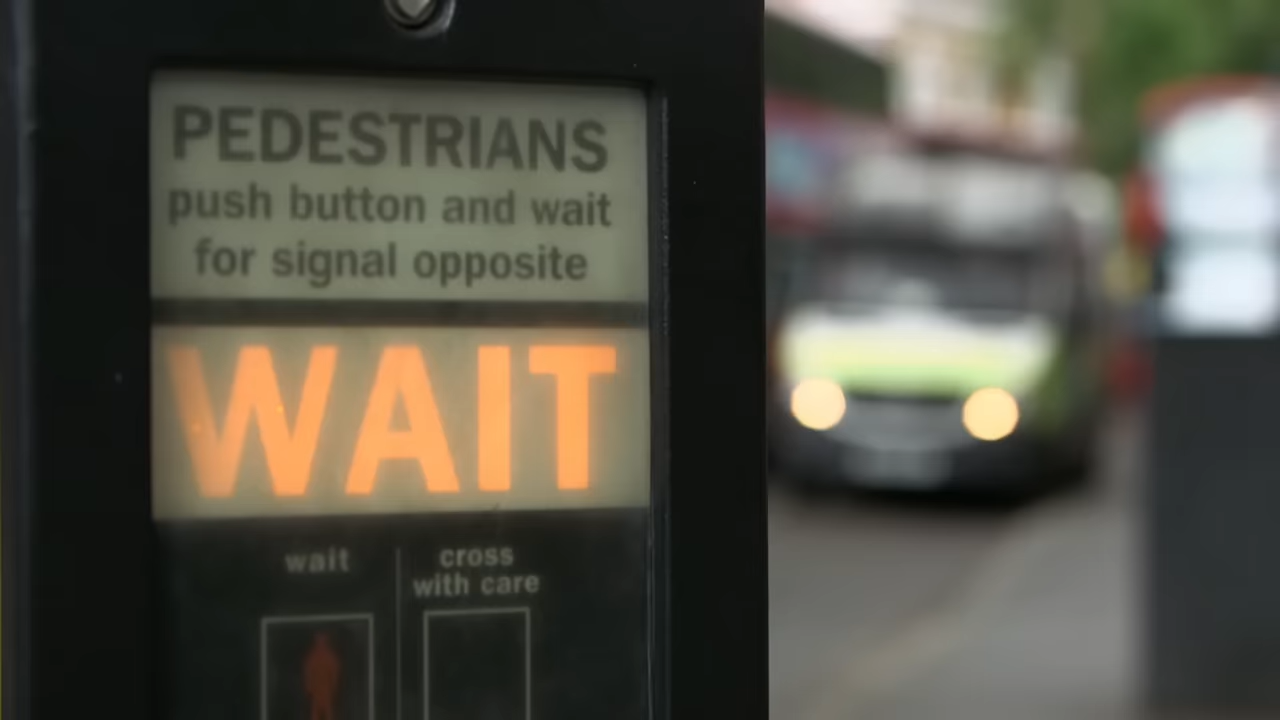 PEDESTRIANS
push button and wait
for signal opposite
WAIT
wait
cross
with care